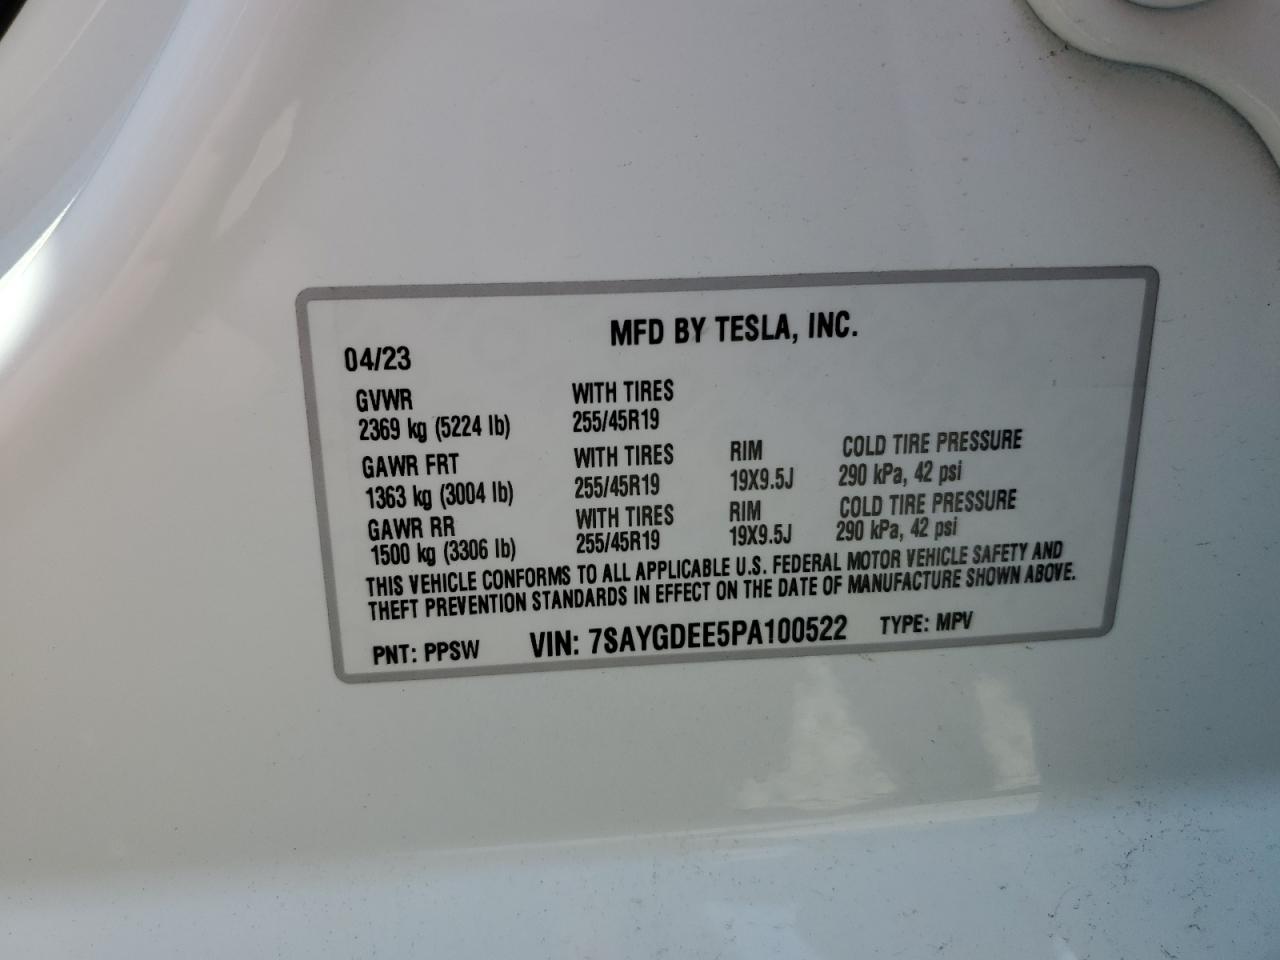 MFD BY TESLA, INC.
04/23
GVWR WITH TIRES
2369 kg (5224 lb) 255/45R19
GAWR FRT WITH TIRES RIM COLD TIRE PRESSURE
1363 kg (3004 lb) 255/45R19 19X9.5J 290 kPa, 42 psi
GAWR RR WITH TIRES RIM COLD TIRE PRESSURE
1500 kg (3306 lb) 255/45R19 19X9.5J 290 kPa, 42 psi
THIS VEHICLE CONFORMS TO ALL APPLICABLE U.S. FEDERAL MOTOR VEHICLE SAFETY AND
THEFT PREVENTION STANDARDS IN EFFECT ON THE DATE OF MANUFACTURE SHOWN ABOVE.
PNT: PPSW VIN: 7SAYGDEE5PA100522 TYPE: MPV